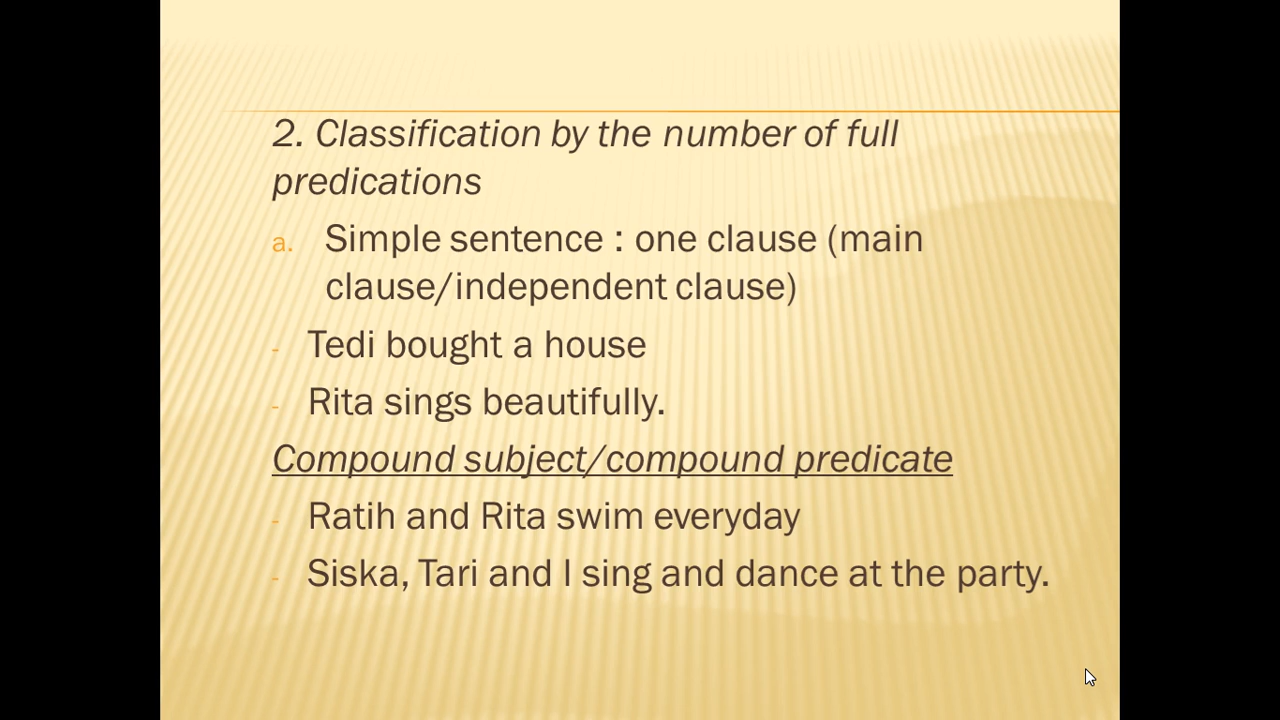 2. Classification by the number of full
predications
a. Simple sentence : one clause (main
clause/independent clause)
- Tedi bought a house
- Rita sings beautifully.
Compound subject/compound predicate
- Ratih and Rita swim everyday
- Siska, Tari and I sing and dance at the party.